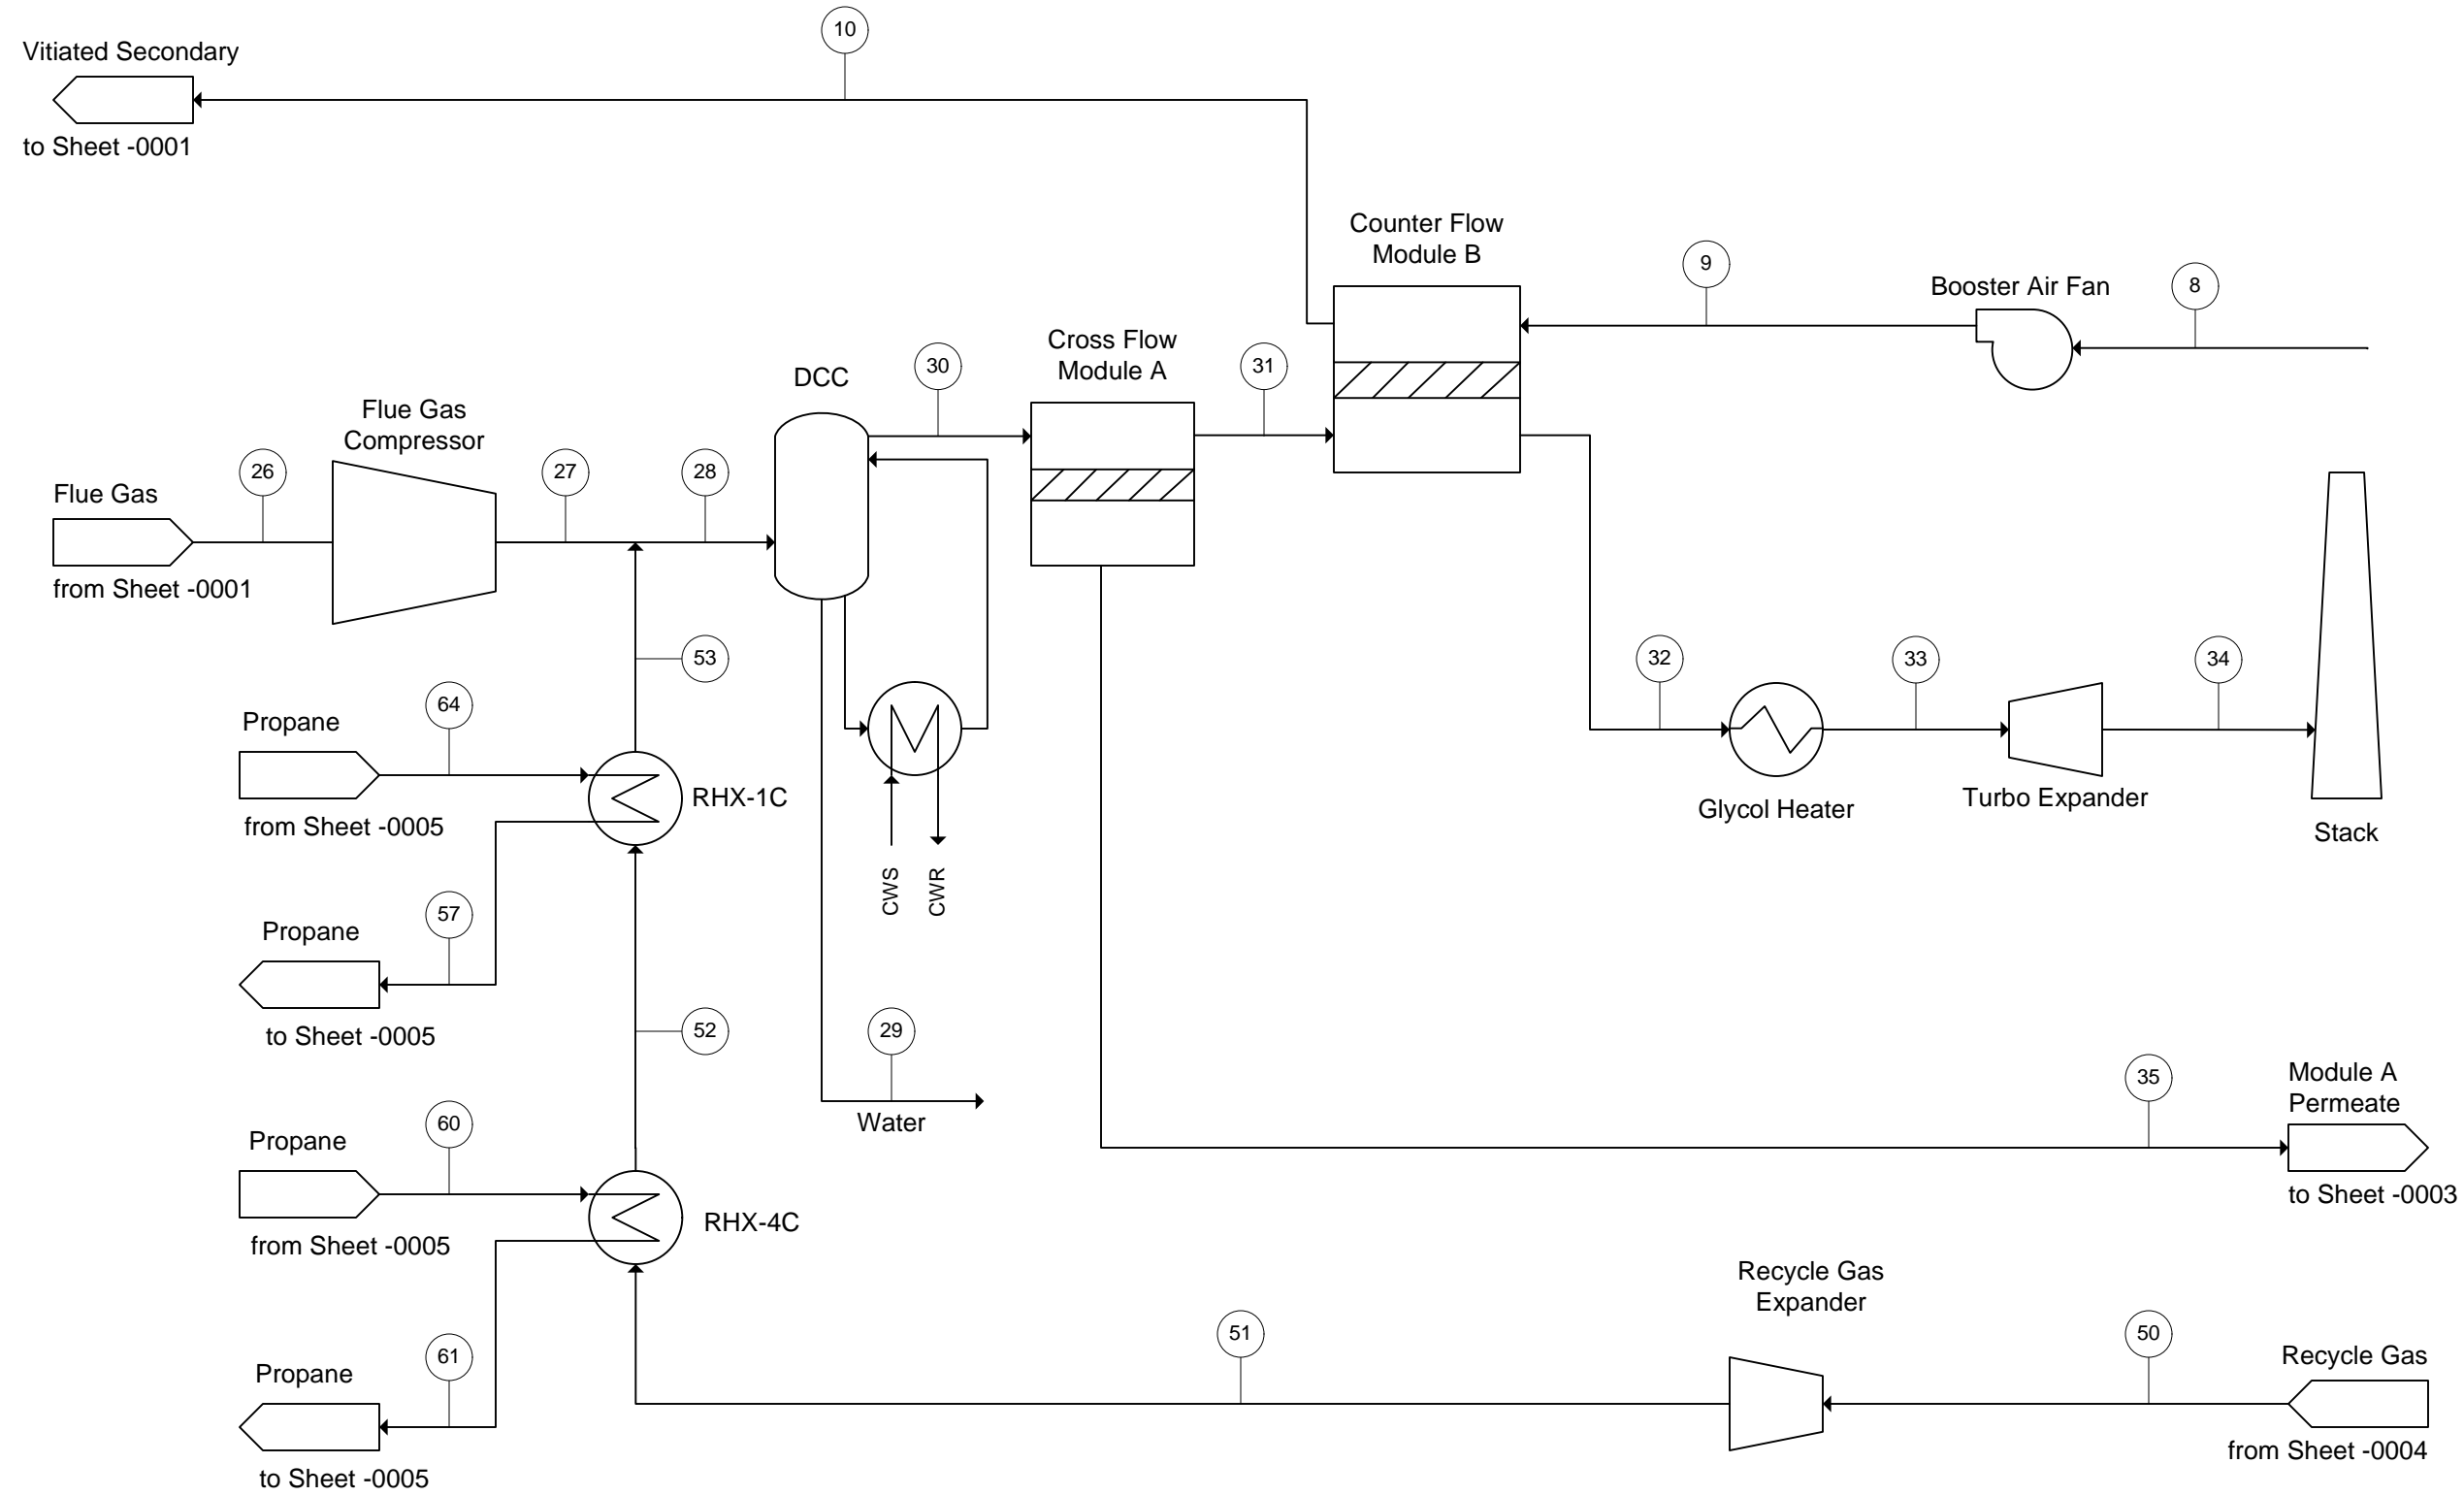 10
Vitiated Secondary
to Sheet -0001
Counter Flow
Module B
9
Booster Air Fan
8
Cross Flow
Module A
30
31
DCC
Flue Gas
Compressor
26
27
28
Flue Gas
from Sheet -0001
53
32
33
34
64
Propane
from Sheet -0005
RHX-1C
Glycol Heater
Turbo Expander
Stack
CWS
CWR
57
Propane
to Sheet -0005
52
29
Water
35
Module A
Permeate
to Sheet -0003
60
Propane
from Sheet -0005
RHX-4C
Recycle Gas
Expander
51
50
Recycle Gas
from Sheet -0004
61
Propane
to Sheet -0005